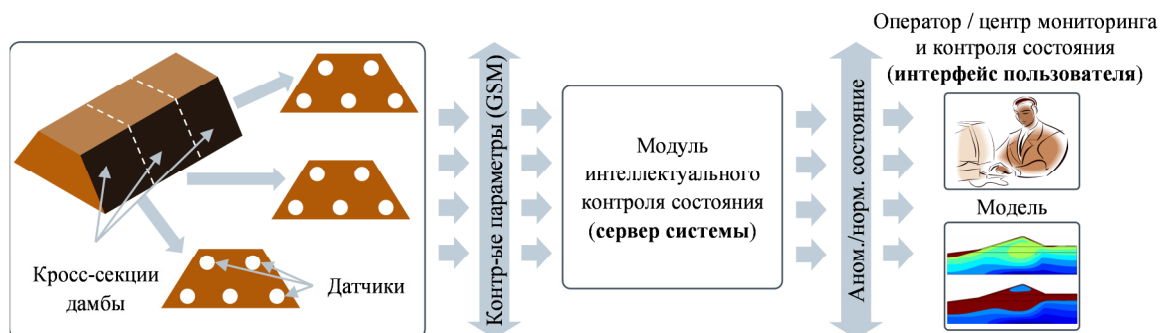 Кросс-секции
дамбы
Датчики
Контр-ые параметры (GSM)
Модуль
интеллектуального
контроля состояния
(сервер системы)
Аном./норм. состояние
Оператор / центр мониторинга
и контроля состояния
(интерфейс пользователя)
Модель